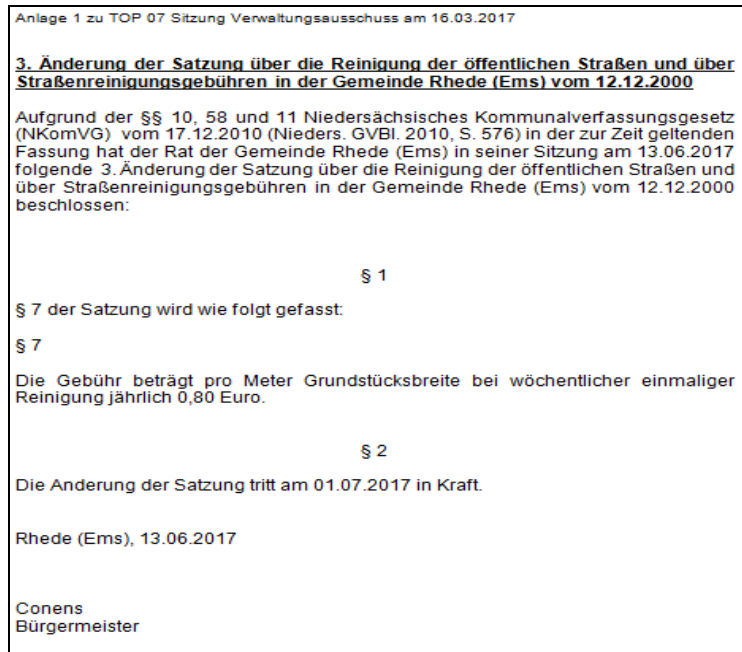 Anlage 1 zu TOP 07 Sitzung Verwaltungsausschuss am 16.03.2017
3. Änderung der Satzung über die Reinigung der öffentlichen Straßen und über
Straßenreinigungsgebühren in der Gemeinde Rhede (Ems) vom 12.12.2000
Aufgrund der §§ 10, 58 und 11 Niedersächsisches Kommunalverfassungsgesetz
(NKomVG) vom 17.12.2010 (Nieders. GVBl. 2010, S. 576) in der zur Zeit geltenden
Fassung hat der Rat der Gemeinde Rhede (Ems) in seiner Sitzung am 13.06.2017
folgende 3. Änderung der Satzung über die Reinigung der öffentlichen Straßen und
über Straßenreinigungsgebühren in der Gemeinde Rhede (Ems) vom 12.12.2000
beschlossen:
§ 1
§ 7 der Satzung wird wie folgt gefasst:
§ 7
Die Gebühr beträgt pro Meter Grundstücksbreite bei wöchentlicher einmaliger
Reinigung jährlich 0,80 Euro.
§ 2
Die Anderung der Satzung tritt am 01.07.2017 in Kraft.
Rhede (Ems), 13.06.2017
Conens
Bürgermeister